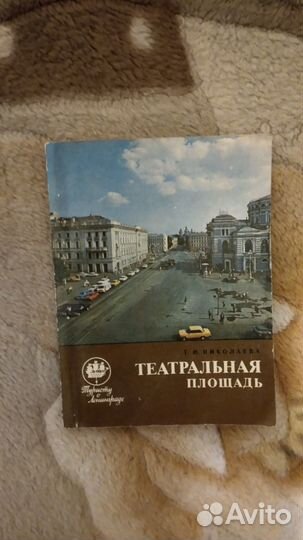 Т. И. НИКОЛАЕВА
ТЕАТРАЛЬНАЯ
ПЛОЩАДЬ
Туристу
о
Ленинграде
Avito